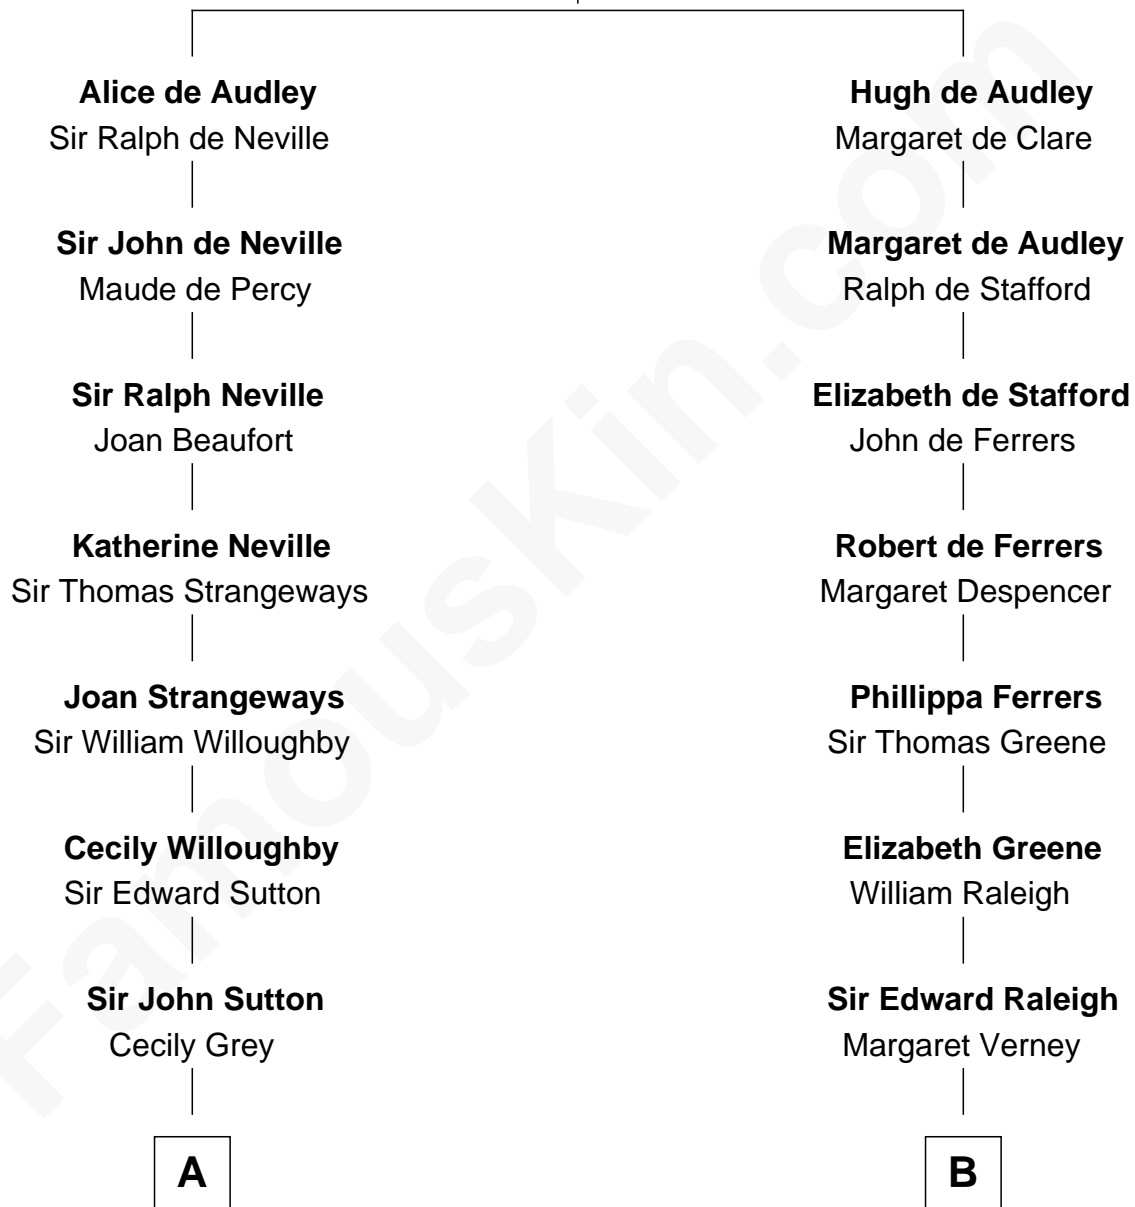 Alice de Audley
Sir Ralph de Neville
Sir John de Neville
Maude de Percy
Sir Ralph Neville
Joan Beaufort
Katherine Neville
Sir Thomas Strangeways
Joan Strangeways
Sir William Willoughby
Cecily Willoughby
Sir Edward Sutton
Sir John Sutton
Cecily Grey
A
Hugh de Audley
Margaret de Clare
Margaret de Audley
Ralph de Stafford
Elizabeth de Stafford
John de Ferrers
Robert de Ferrers
Margaret Despencer
Phillippa Ferrers
Sir Thomas Greene
Elizabeth Greene
William Raleigh
Sir Edward Raleigh
Margaret Verney
B
FamousKin.com